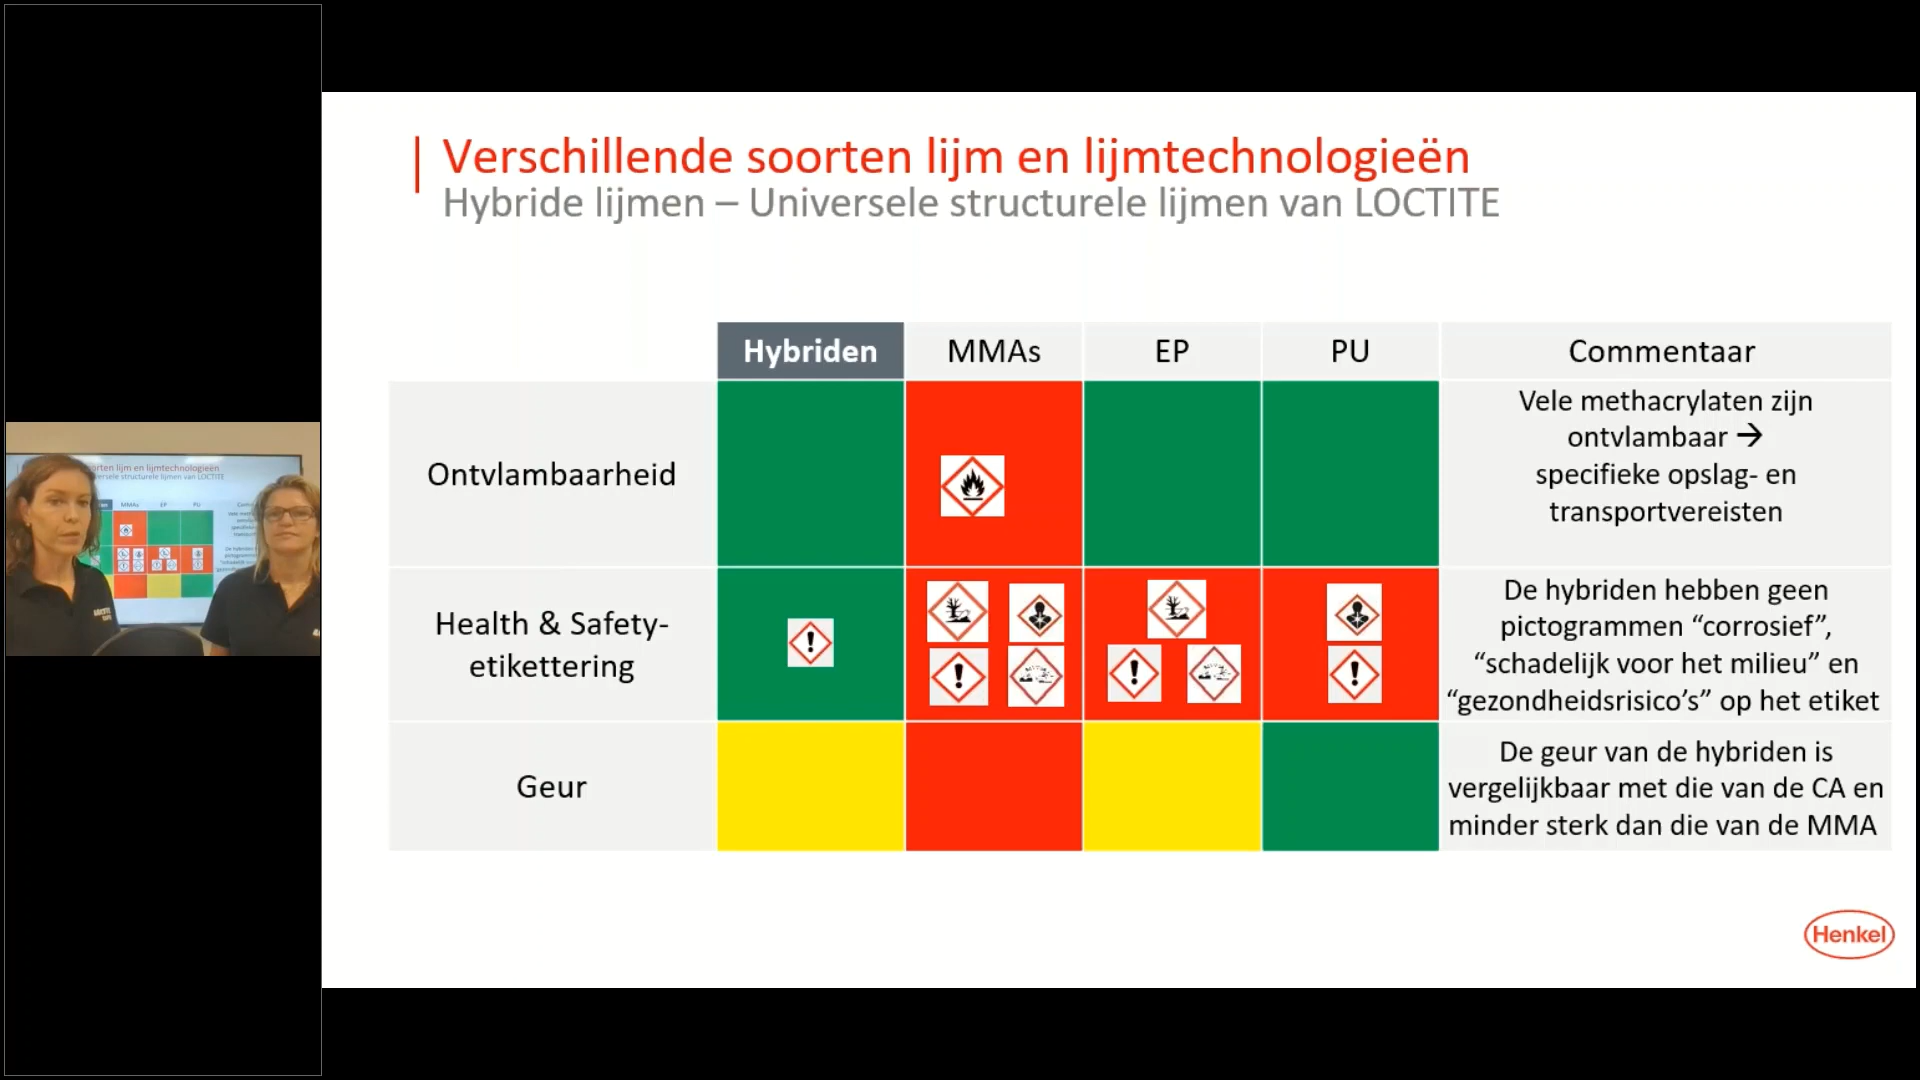 Verschillende soorten lijm en lijmtechnologieën
Hybride lijmen – Universele structurele lijmen van LOCTITE
Hybriden MMAs EP PU Commentaar
Ontvlambaarheid
Vele methacrylaten zijn
ontvlambaar →
specifieke opslag- en
transportvereisten
Health & Safety-
etikettering
De hybriden hebben geen
pictogrammen “corrosief”,
“schadelijk voor het milieu” en
“gezondheidsrisico’s” op het etiket
Geur
De geur van de hybriden is
vergelijkbaar met die van de CA en
minder sterk dan die van de MMA
Henkel